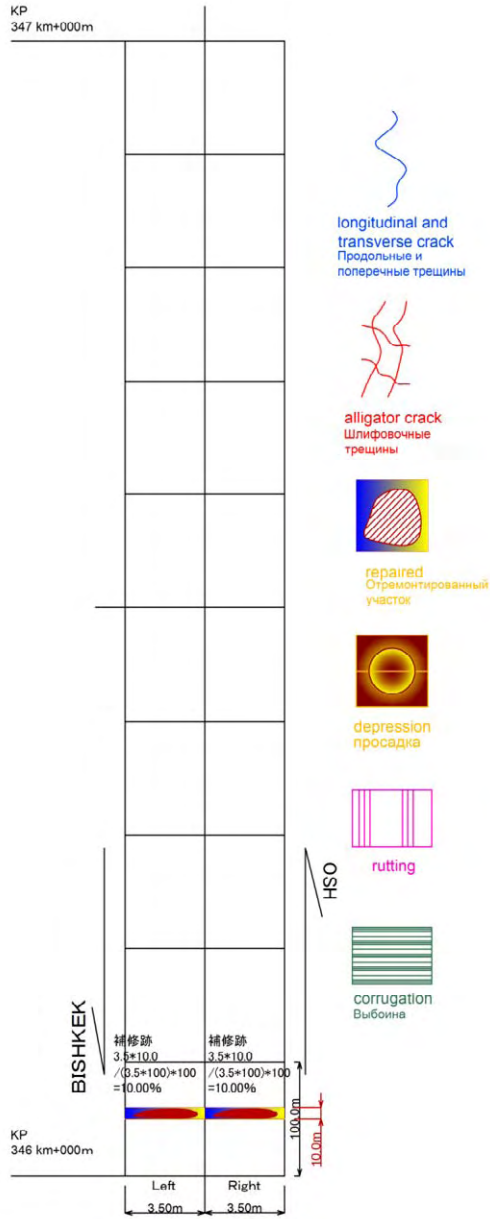 KP
347 km+000m
longitudinal and
transverse crack
Продольные и
поперечные трещины
alligator crack
Шлифовочные
трещины
repaired
Отремонтированный
участок
depression
просадка
rutting
corrugation
Выбоина
BISHKEK
HSO
補修跡
3.5*10.0
/(3.5*100)*100
=10.00%
補修跡
3.5*10.0
/(3.5*100)*100
=10.00%
100.0m
10.0m
KP
346 km+000m
Left
Right
3.50m
3.50m